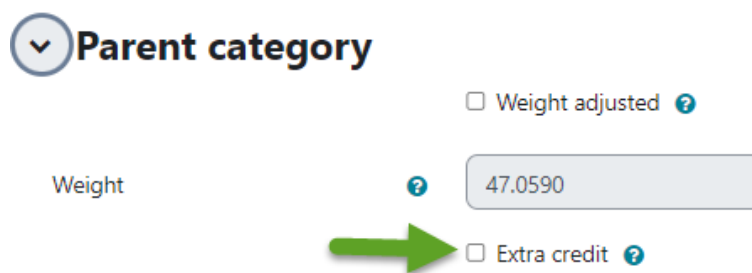 Parent category
Weight adjusted
Weight 47.0590
Extra credit